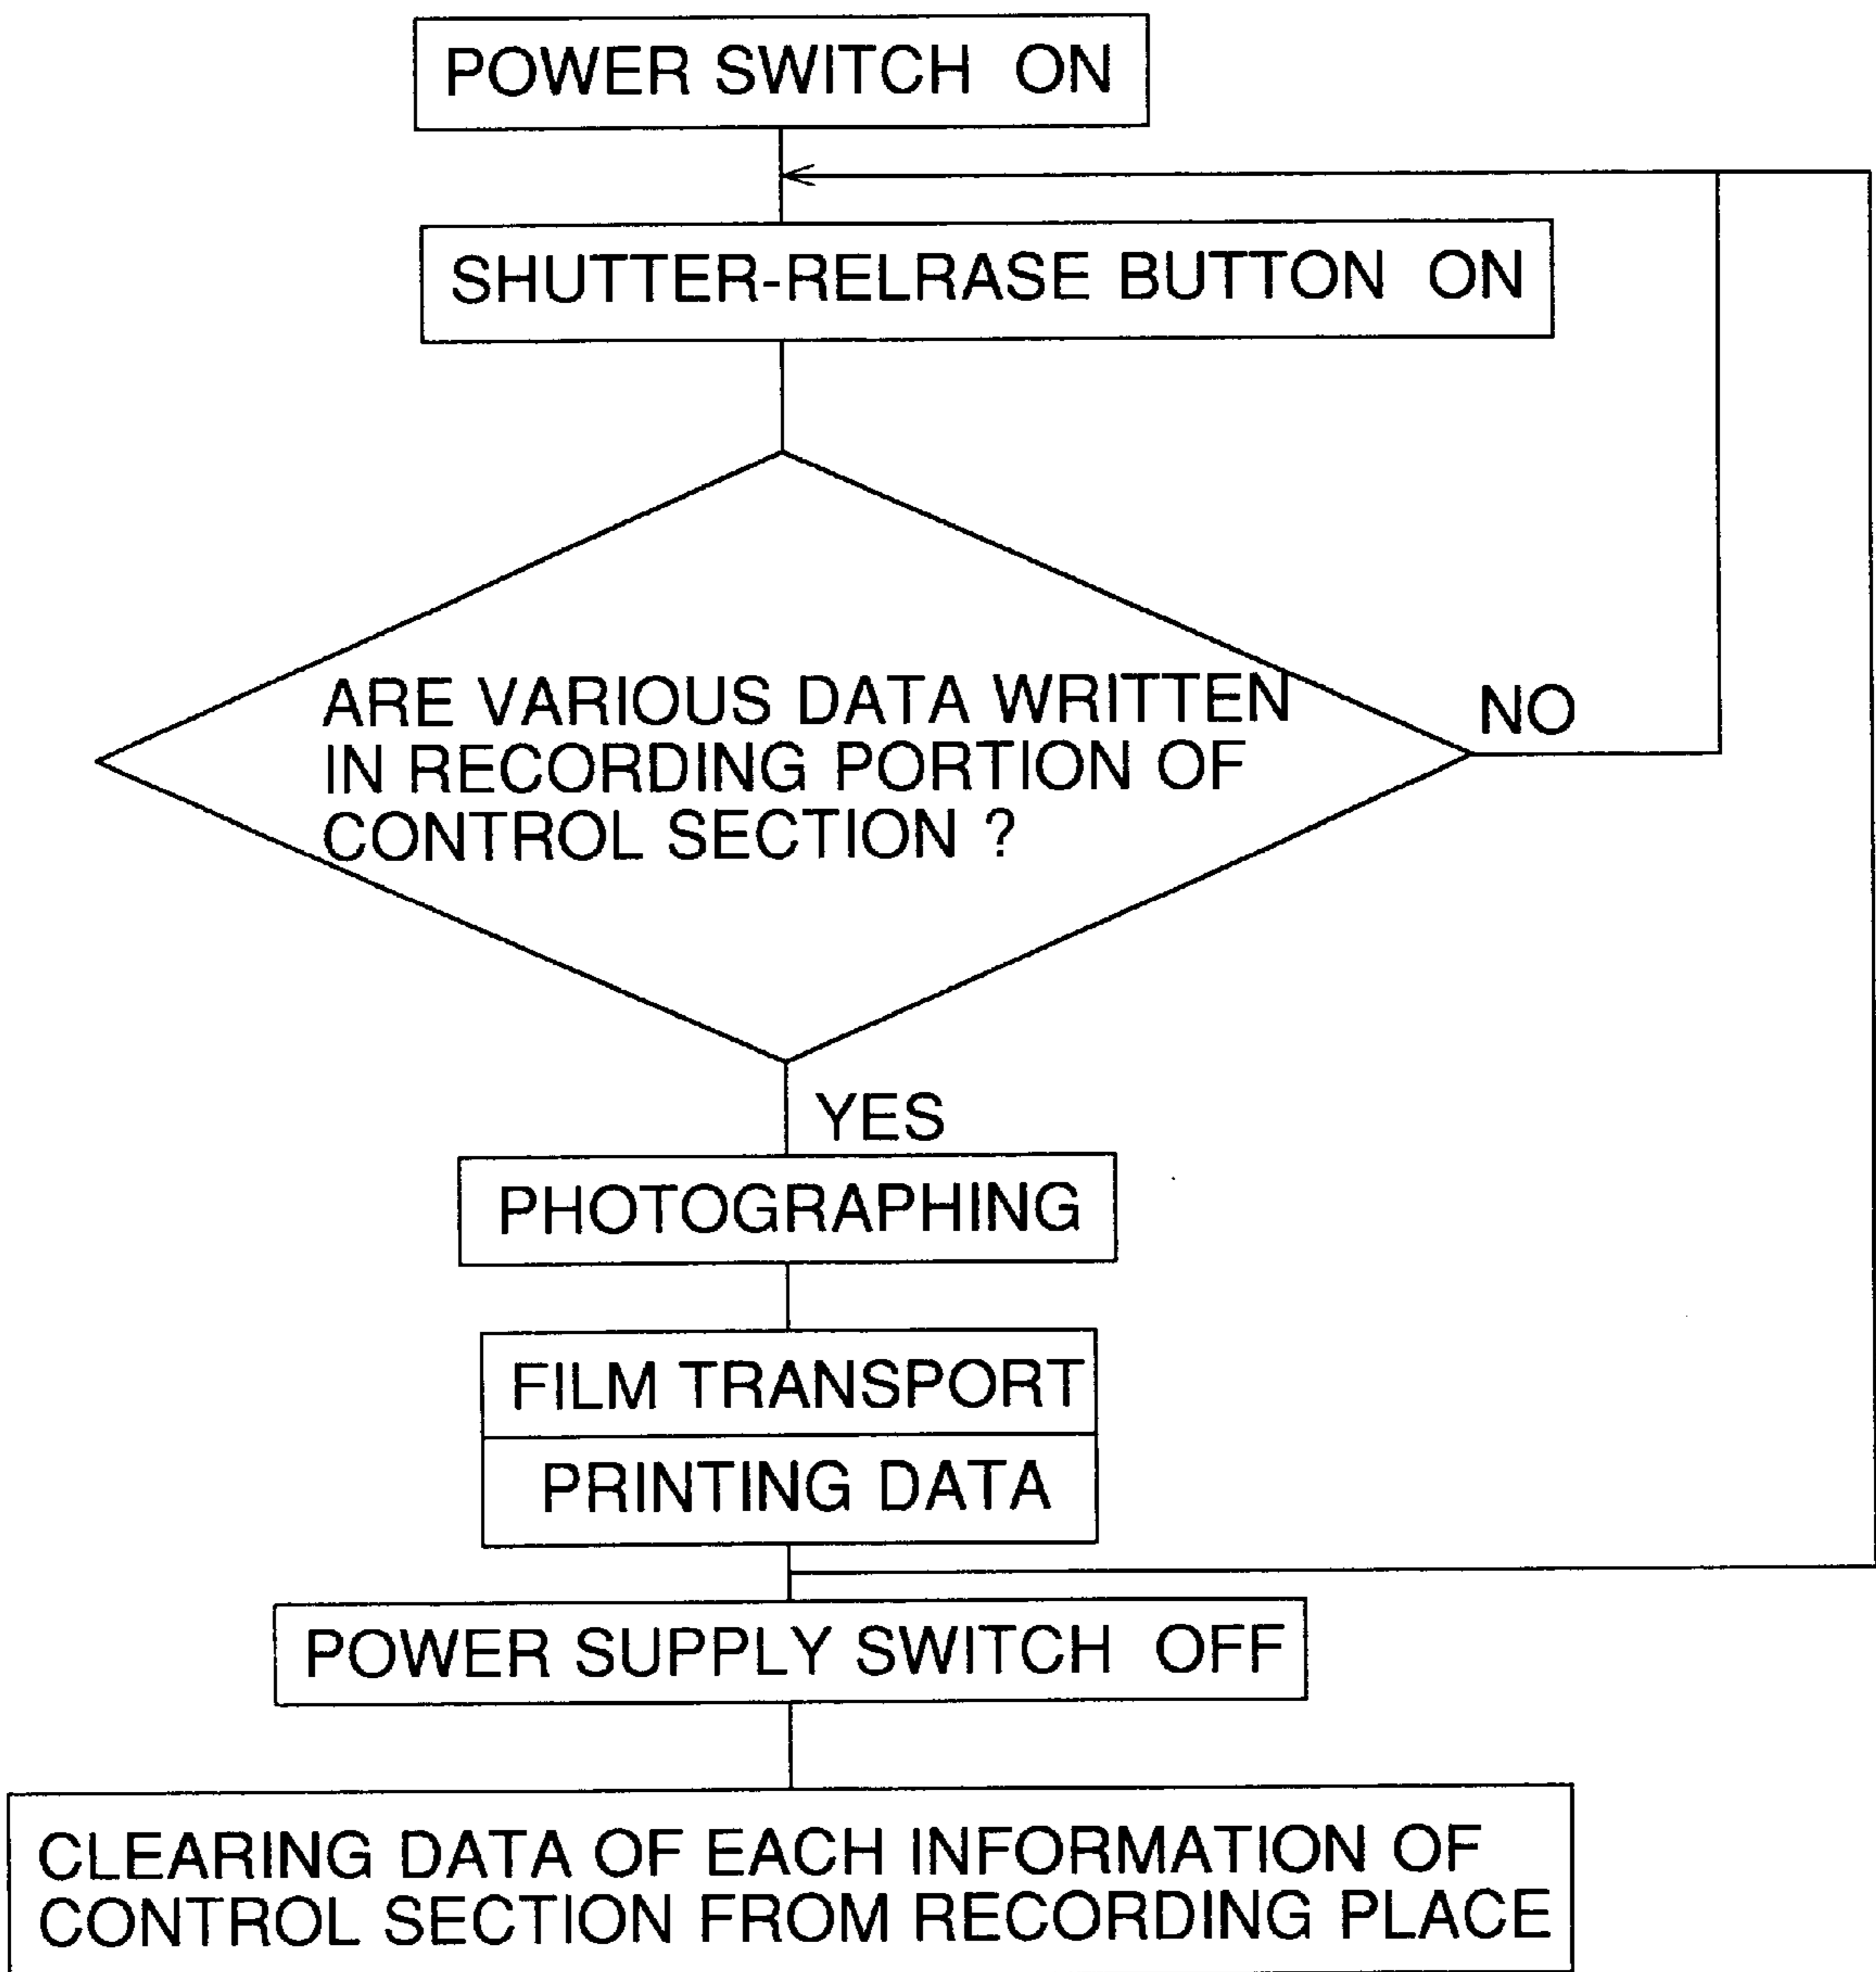 POWER SWITCH ON
SHUTTER-RELRASE BUTTON ON
ARE VARIOUS DATA WRITTEN
IN RECORDING PORTION OF
CONTROL SECTION ?
NO
YES
PHOTOGRAPHING
FILM TRANSPORT
PRINTING DATA
POWER SUPPLY SWITCH OFF
CLEARING DATA OF EACH INFORMATION OF
CONTROL SECTION FROM RECORDING PLACE